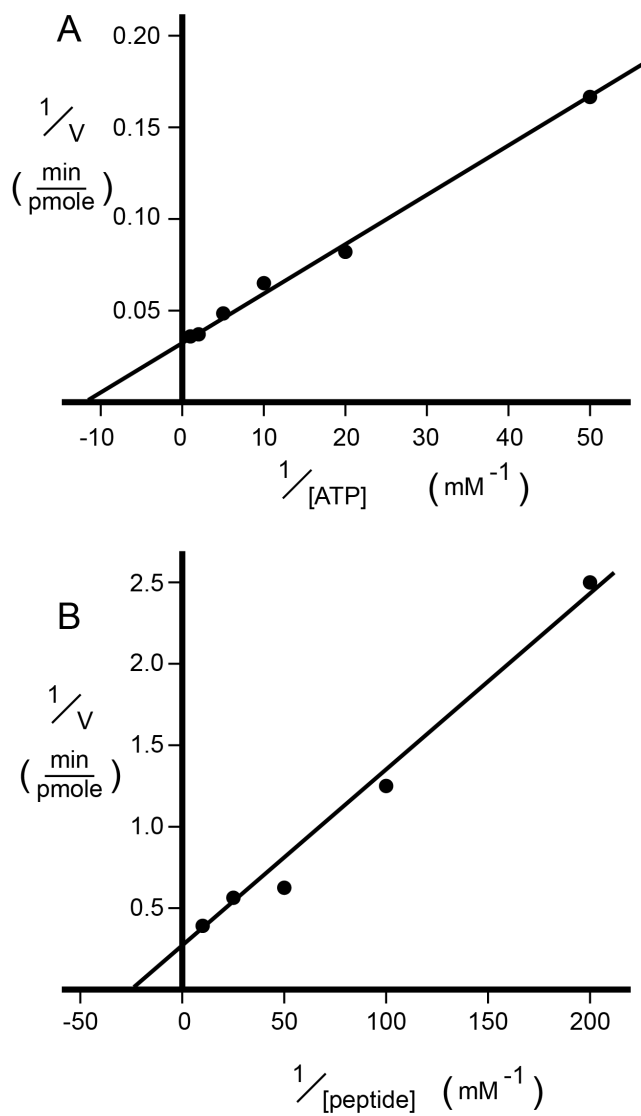 A
0.20
0.15
0.10
0.05
1/V
(min/pmole)
-10 0 10 20 30 40 50
1/[ATP] (mM-1)
B
2.5
2.0
1.5
1.0
0.5
1/V
(min/pmole)
-50 0 50 100 150 200
1/[peptide] (mM-1)